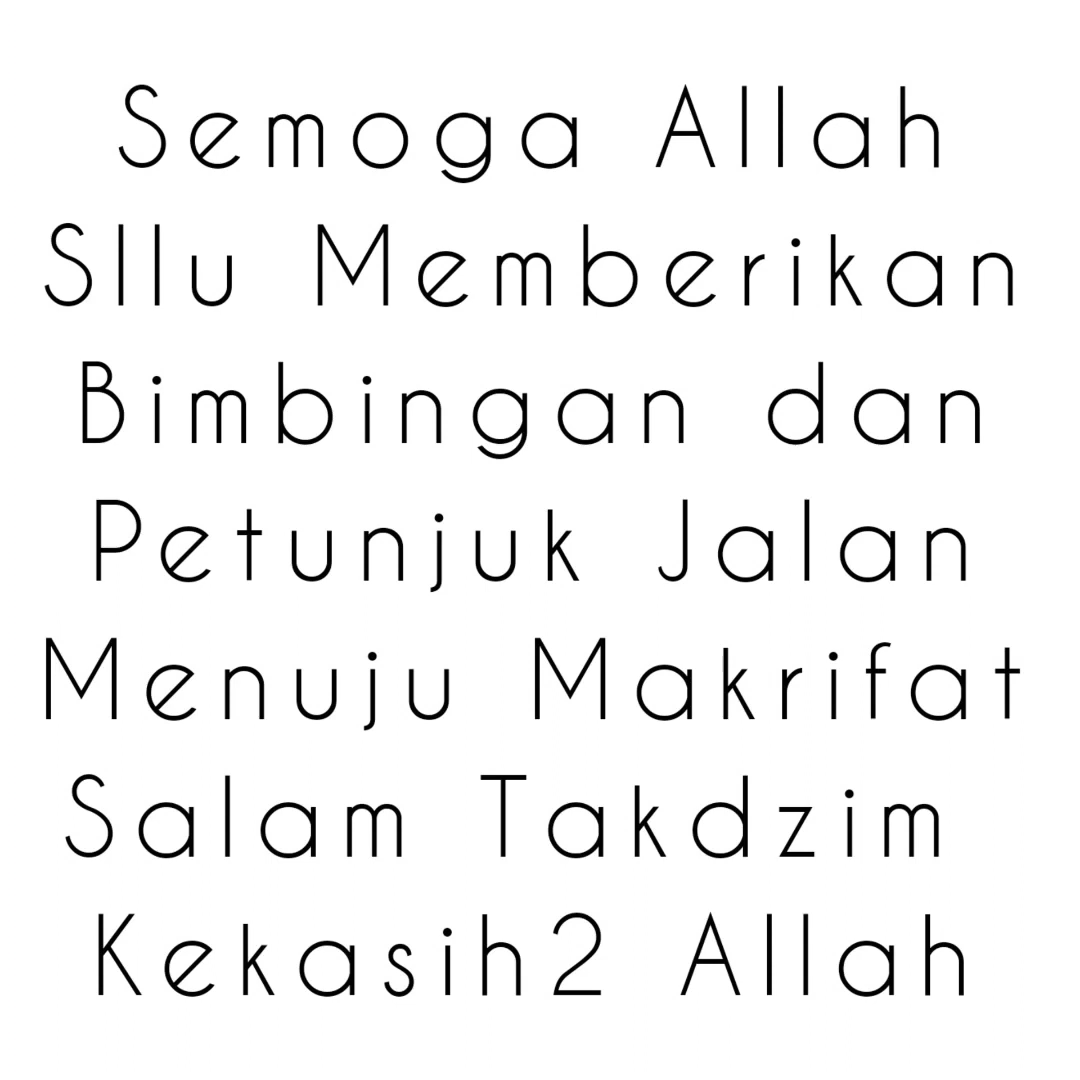 Semoga Allah
Sllu Memberikan
Bimbingan dan
Petunjuk Jalan
Menuju Makrifat
Salam Takdzim
Kekasih2 Allah